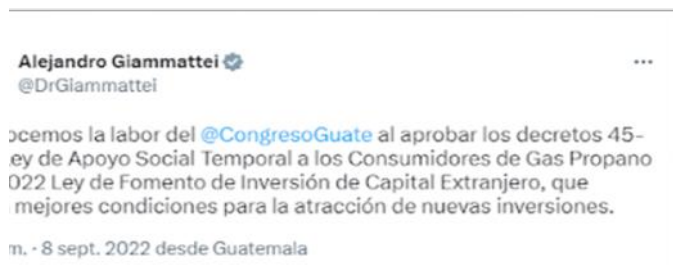 Alejandro Giammattei
@DrGiammattei
ocemos la labor del @CongresoGuate al aprobar los decretos 45-
Ley de Apoyo Social Temporal a los Consumidores de Gas Propano
022 Ley de Fomento de Inversión de Capital Extranjero, que
mejores condiciones para la atracción de nuevas inversiones.
m. · 8 sept. 2022 desde Guatemala